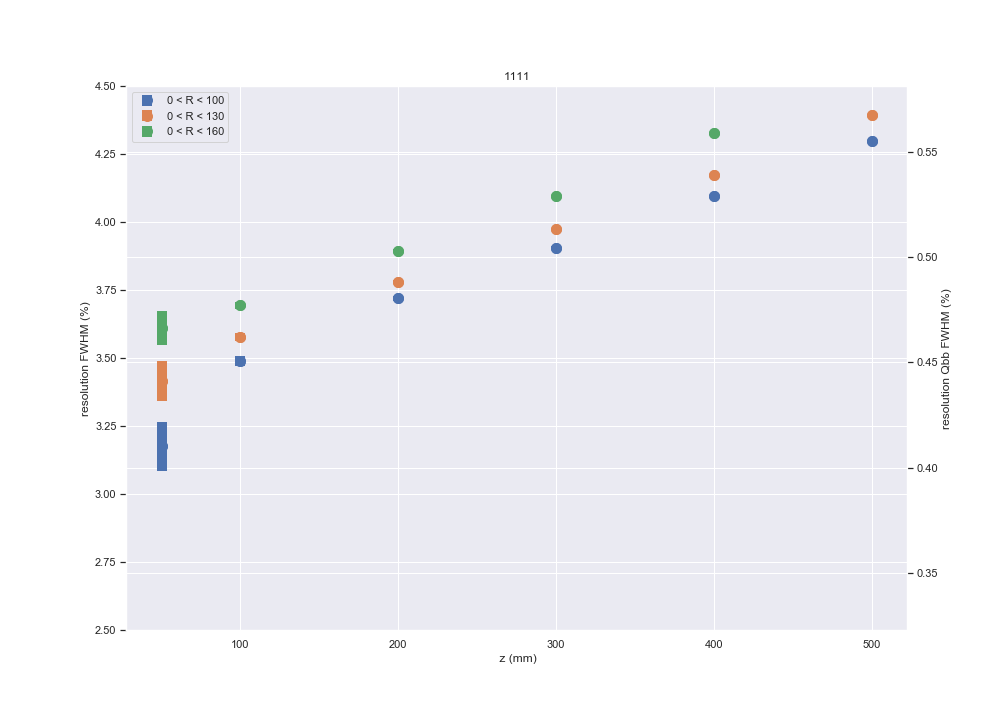 1111
0 < R < 100
0 < R < 130
0 < R < 160
4.50
4.25
4.00
3.75
3.50
3.25
3.00
2.75
2.50
resolution FWHM (%)
0.55
0.50
0.45
0.40
0.35
resolution Qbb FWHM (%)
100 200 300 400 500
z (mm)